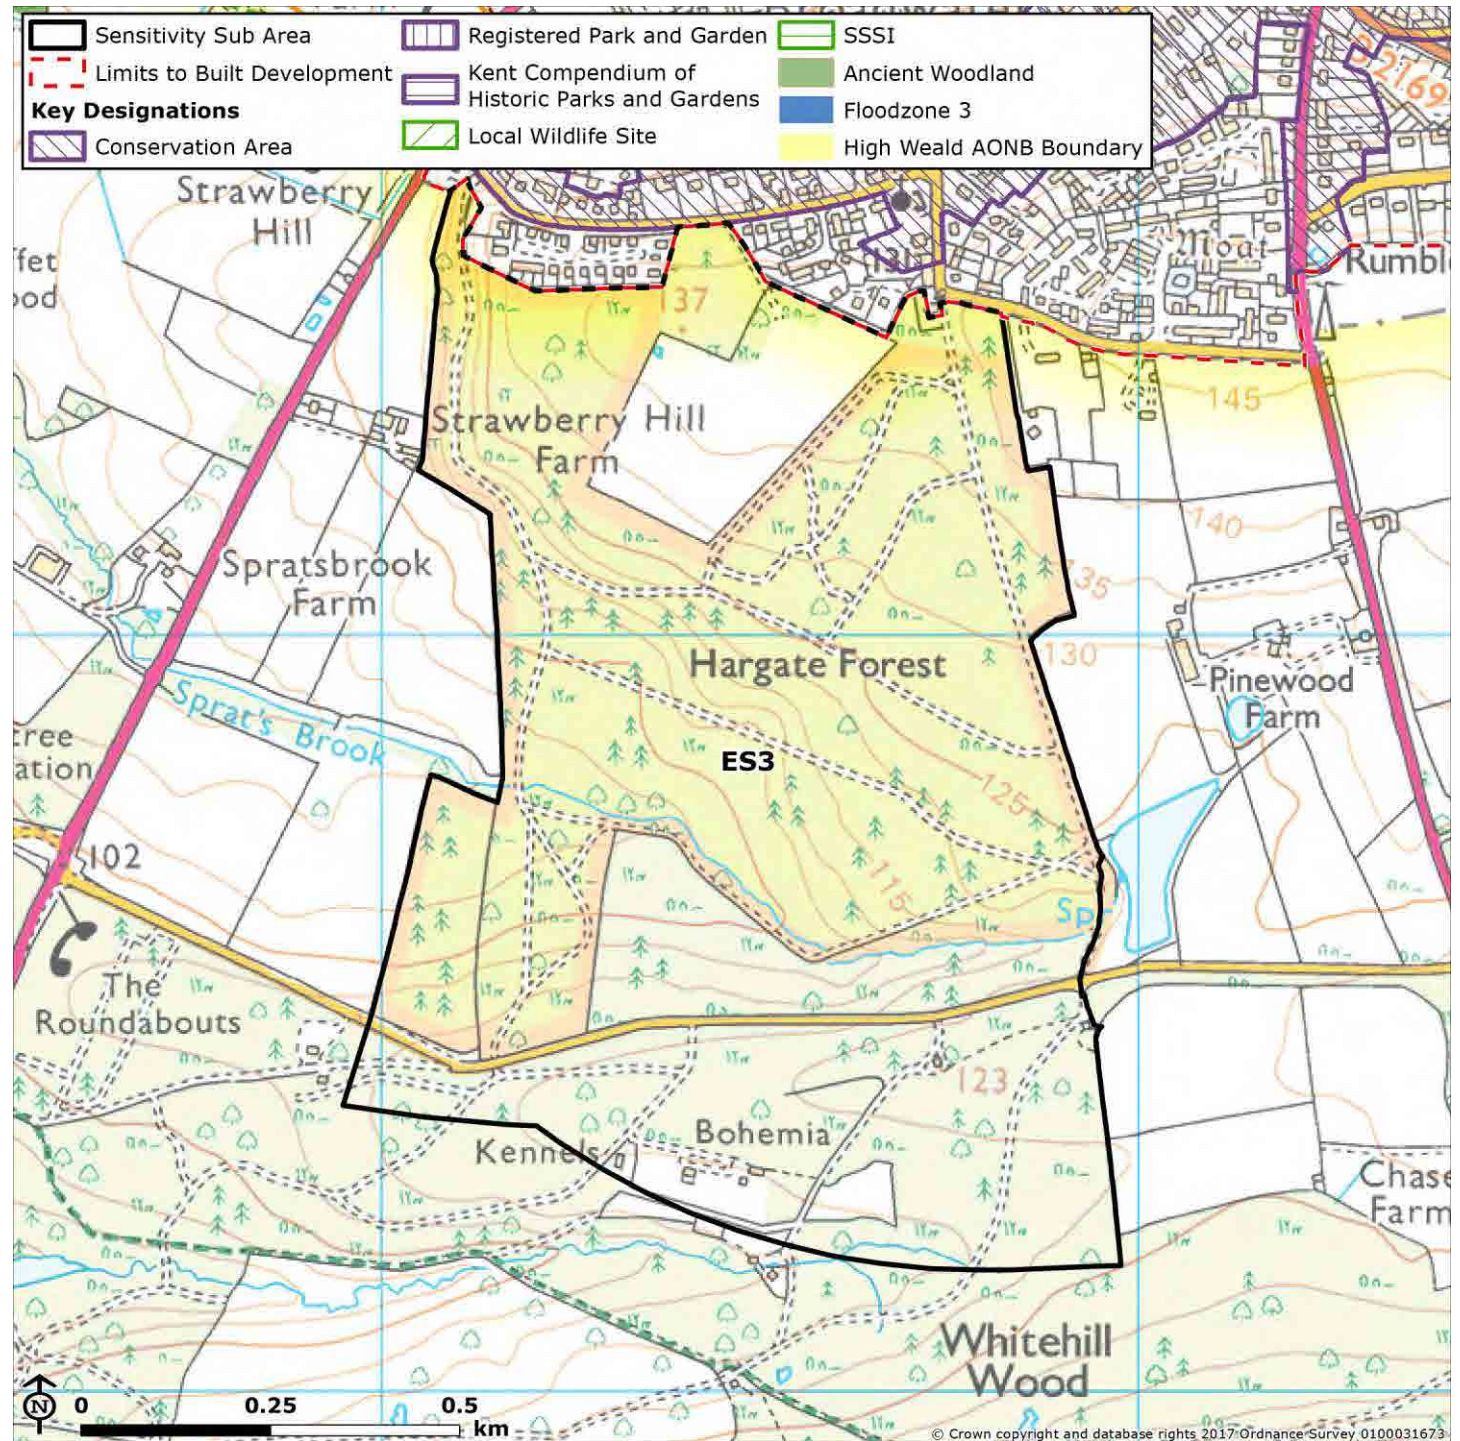 Sensitivity Sub Area
Limits to Built Development
Key Designations
Conservation Area
Registered Park and Garden
Kent Compendium of
Historic Parks and Gardens
Local Wildlife Site
SSSI
Ancient Woodland
Floodzone 3
High Weald AONB Boundary
Strawberry
Hill
Moat
137
145
Strawberry Hill
Farm
140
Spratsbrook
Farm
135
130
Hargate Forest
Pinewood
Farm
Sprat's Brook
ES3
125
102
115
The
Roundabouts
123
Bohemia
Kennels
Chase
Farm
Whitehill
Wood
N
0 0.25 0.5
km
© Crown copyright and database rights 2017 Ordnance Survey 0100031673